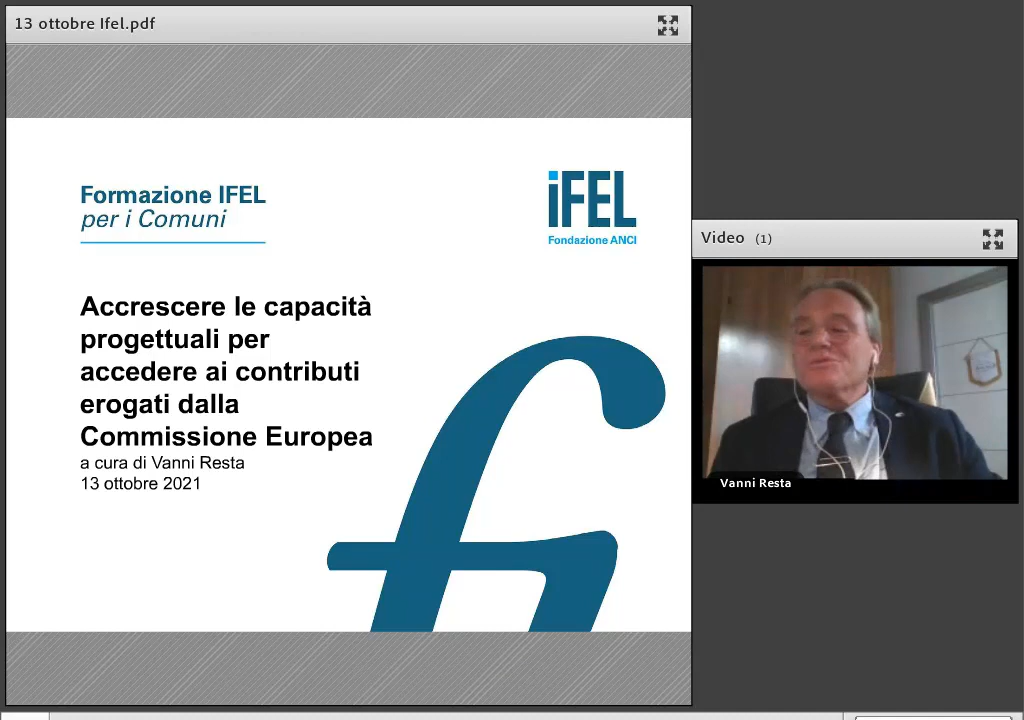 13 ottobre Ifel.pdf
Formazione IFEL
per i Comuni
iFEL
Fondazione ANCI
Accrescere le capacità
progettuali per
accedere ai contributi
erogati dalla
Commissione Europea
a cura di Vanni Resta
13 ottobre 2021
Video (1)
Vanni Resta